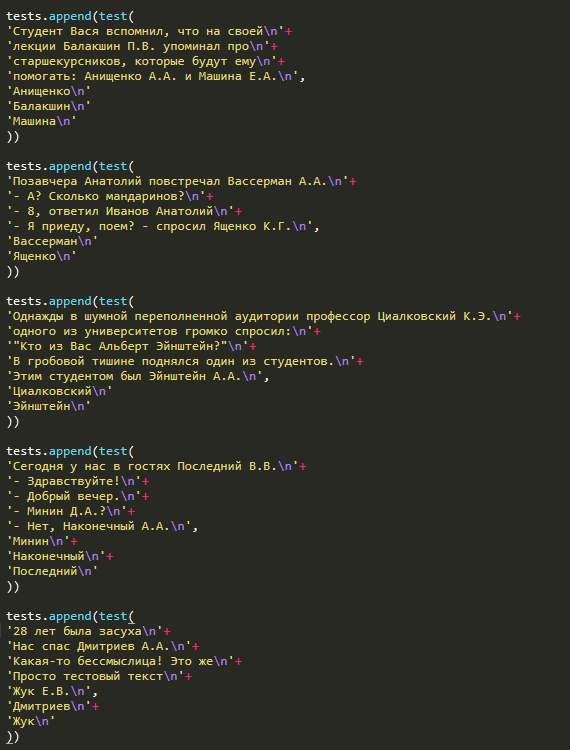 tests.append(test(
'Студент Вася вспомнил, что на своей\n'+
'лекции Балакшин П.В. упоминал про\n'+
'старшекурсников, которые будут ему\n'+
'помогать: Анищенко А.А. и Машина Е.А.\n',
'Анищенко\n'
'Балакшин\n'
'Машина\n'
))
tests.append(test(
'Позавчера Анатолий повстречал Вассерман А.А.\n'+
'- А? Сколько мандаринов?\n'+
'- 8, ответил Иванов Анатолий\n'+
'- Я приеду, поем? - спросил Ященко К.Г.\n',
'Вассерман\n'
'Ященко\n'
))
tests.append(test(
'Однажды в шумной переполненной аудитории профессор Циалковский К.Э.\n'+
'одного из университетов громко спросил:\n'+
'"Кто из Вас Альберт Эйнштейн?"\n'+
'В гробовой тишине поднялся один из студентов.\n'+
'Этим студентом был Эйнштейн А.А.\n',
'Циалковский\n'
'Эйнштейн\n'
))
tests.append(test(
'Сегодня у нас в гостях Последний В.В.\n'+
'- Здравствуйте!\n'+
'- Добрый вечер.\n'+
'- Минин Д.А.?\n'+
'- Нет, Наконечный А.А.\n',
'Минин\n'+
'Наконечный\n'+
'Последний\n'
))
tests.append(test(
'28 лет была засуха\n'+
'Нас спас Дмитриев А.А.\n'+
'Какая-то бессмыслица! Это же\n'+
'Просто тестовый текст\n'+
'Жук Е.В.\n',
'Дмитриев\n'+
'Жук\n'
))